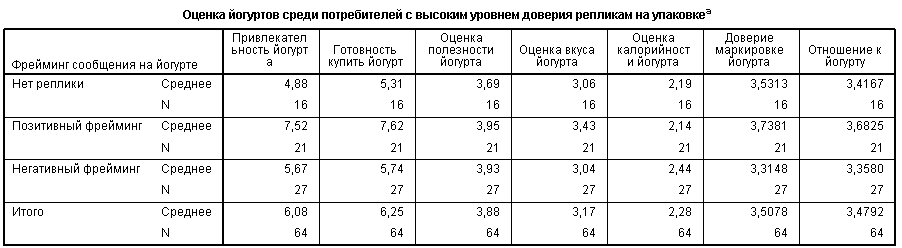 Оценка йогуртов среди потребителей с высоким уровнем доверия репликам на упаковкеa
Фрейминг сообщения на йогурте Привлекательность йогурта Готовность купить йогурт Оценка полезности йогурта Оценка вкуса йогурта Оценка калорийности йогурта Доверие маркировке йогурта Отношение к йогурту
Нет реплики Среднее 4,88 5,31 3,69 3,06 2,19 3,5313 3,4167
N 16 16 16 16 16 16 16
Позитивный фрейминг Среднее 7,52 7,62 3,95 3,43 2,14 3,7381 3,6825
N 21 21 21 21 21 21 21
Негативный фрейминг Среднее 5,67 5,74 3,93 3,04 2,44 3,3148 3,3580
N 27 27 27 27 27 27 27
Итого Среднее 6,08 6,25 3,88 3,17 2,28 3,5078 3,4792
N 64 64 64 64 64 64 64